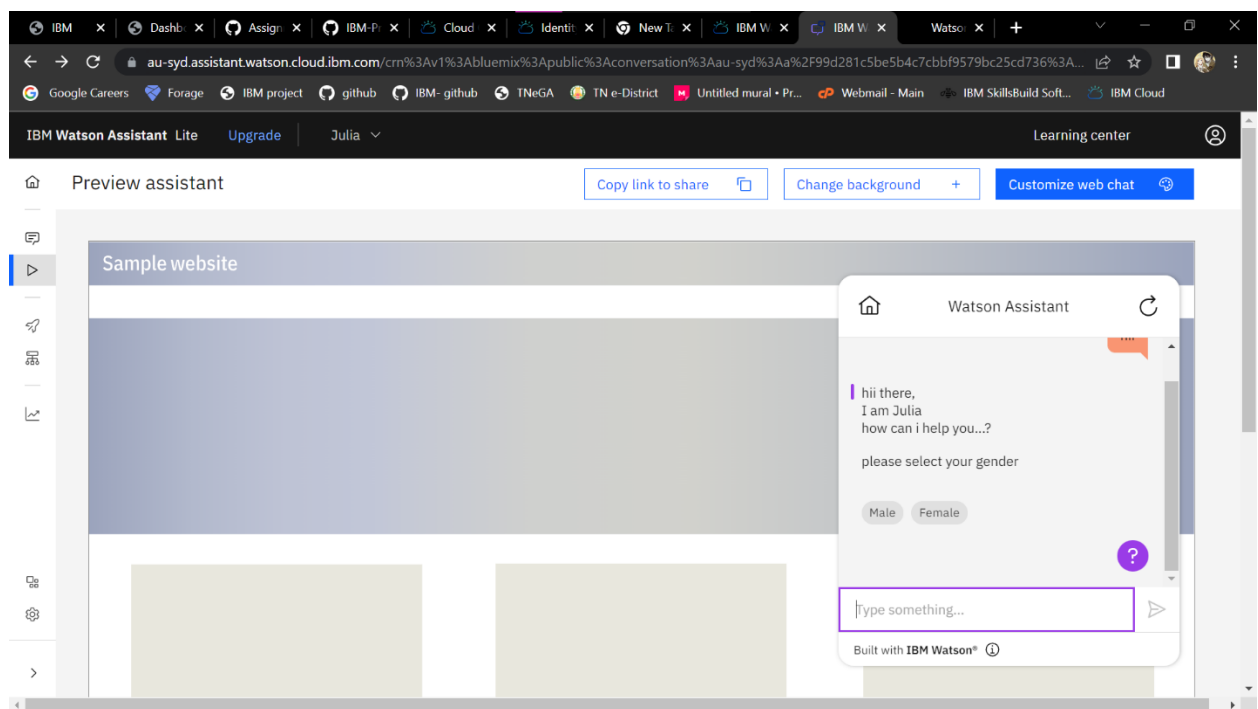 IBM
Dashb
Assign
IBM-Pr
Cloud
Identit
New Ta
IBM W
IBM W
Watson
au-syd.assistant.watson.cloud.ibm.com/crn%3Av1%3Abluemix%3Apublic%3Aconversation%3Aau-syd%3Aa%2F99d281c5be5b4c7cbbf9579bc25cd736%3A...
Google Careers Forage IBM project github IBM- github TNeGA TN e-District Untitled mural • Pr... Webmail - Main IBM SkillsBuild Soft... IBM Cloud
IBM Watson Assistant Lite Upgrade Julia Learning center
Preview assistant Copy link to share Change background + Customize web chat
Sample website
Watson Assistant
hii there,
I am Julia
how can i help you...?
please select your gender
Male Female
?
Type something...
Built with IBM Watson®